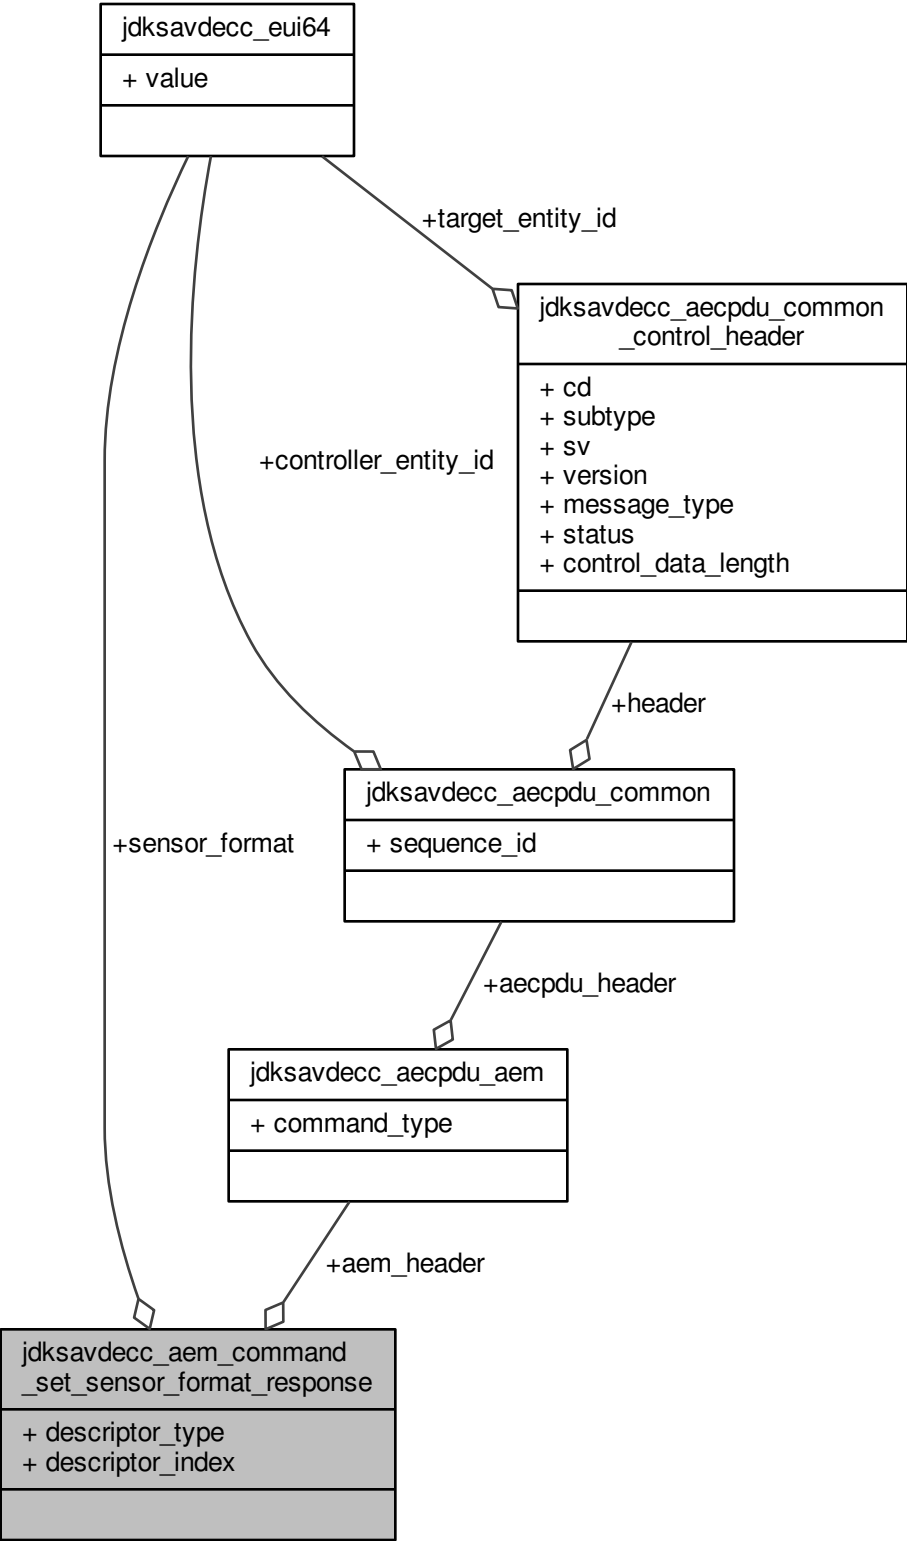 jdksavdecc_eui64
+ value
+target_entity_id
jdksavdecc_aecpdu_common
_control_header
+ cd
+ subtype
+ sv
+ version
+ message_type
+ status
+ control_data_length
+controller_entity_id
+header
jdksavdecc_aecpdu_common
+ sequence_id
+sensor_format
+aecpdu_header
jdksavdecc_aecpdu_aem
+ command_type
+aem_header
jdksavdecc_aem_command
_set_sensor_format_response
+ descriptor_type
+ descriptor_index